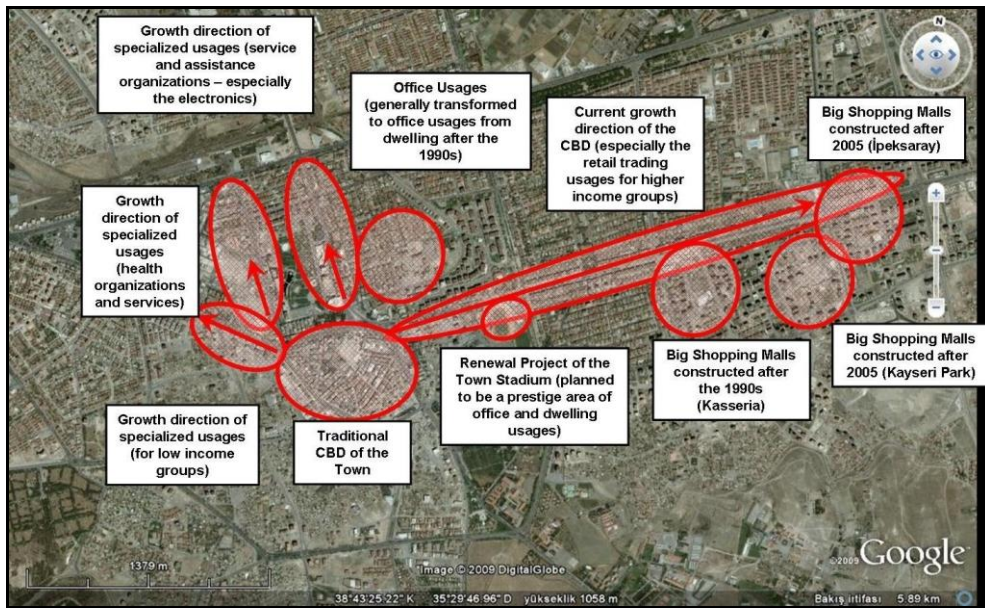 Growth direction
of specialized usages (service
and assistance
organizations – especially
the electronics)
Office Usages
(generally transformed
to office usages from
dwelling after the
1990s)
Current growth
direction of the
CBD (especially the
retail trading
usages for higher
income groups)
Big Shopping Malls
constructed after
2005 (İpeksaray)
N
Growth
direction of
specialized
usages
(health
organizations
and services)
Growth direction of
specialized usages
(for low income
groups)
Traditional
CBD of the
Town
Renewal Project of the
Town Stadium (planned
to be a prestige area of
office and dwelling
usages)
Big Shopping Malls
constructed after
the 1990s
(Kasseria)
Big Shopping Malls
constructed after
2005 (Kayseri Park)
1379 m
Image © 2009 DigitalGlobe
©2009 Google
38°43'25.22" K 35°29'46.96" D yükseklik 1058 m
Bakış irtifası 5.89 km